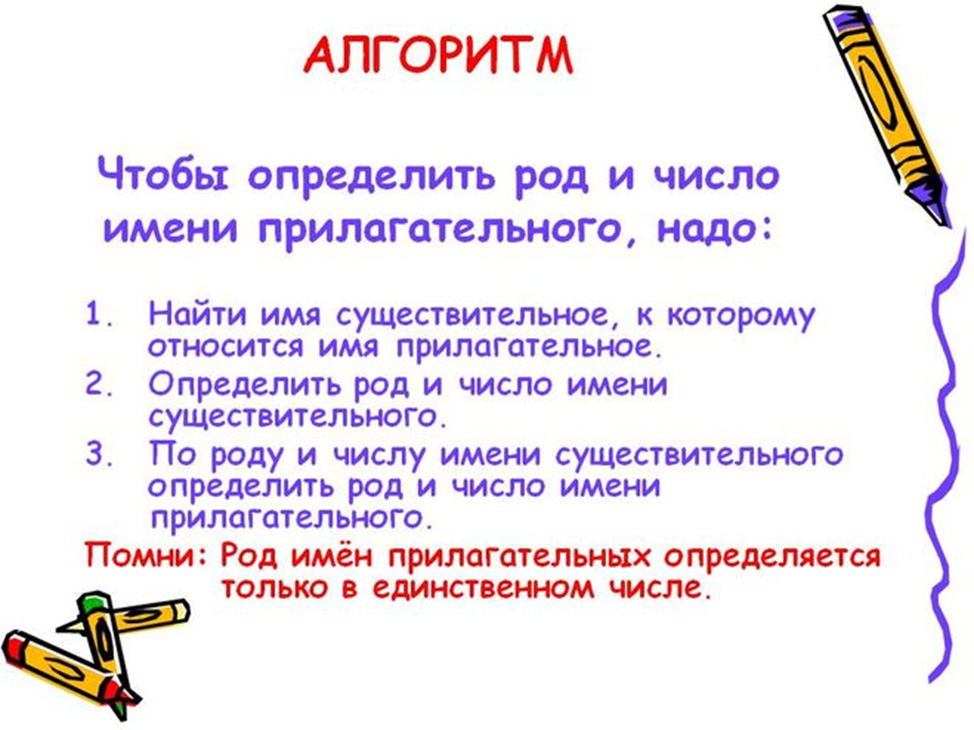 АЛГОРИТМ
Чтобы определить род и число
имени прилагательного, надо:
1. Найти имя существительное, к которому
относится имя прилагательное.
2. Определить род и число имени
существительного.
3. По роду и числу имени существительного
определить род и число имени
прилагательного.
Помни: Род имён прилагательных определяется
только в единственном числе.